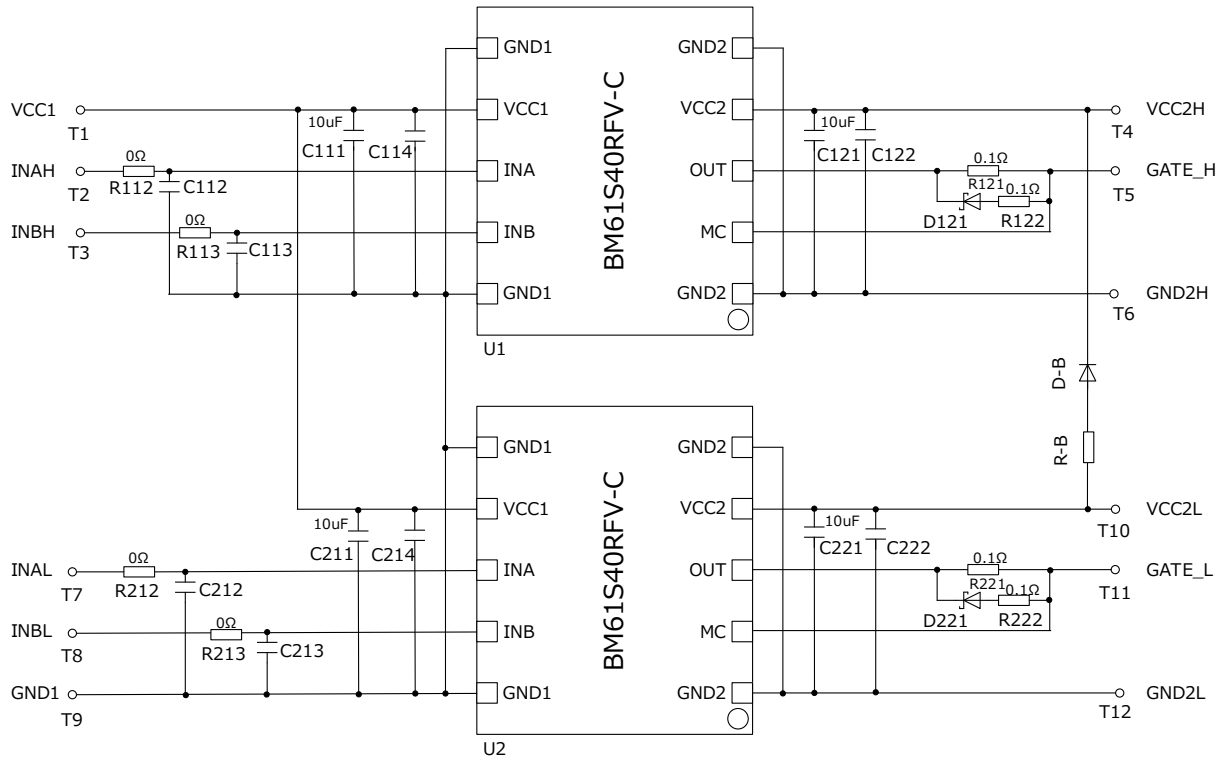 GND1
GND2
VCC1
T1
VCC1
10uF
C111
C114
VCC2
10uF
C121
C122
VCC2H
T4
INAH
T2
0Ω
R112
C112
INA
OUT
0.1Ω
R121
GATE_H
T5
D121
0.1Ω
R122
INBH
T3
0Ω
R113
C113
INB
MC
GND1
GND2
GND2H
T6
BM61S40RFV-C
U1
D-B
R-B
GND1
GND2
VCC1
10uF
C211
C214
VCC2
10uF
C221
C222
VCC2L
T10
INAL
T7
0Ω
R212
C212
INA
OUT
0.1Ω
R221
GATE_L
T11
D221
0.1Ω
R222
INBL
T8
0Ω
R213
C213
INB
MC
GND1
T9
GND1
GND2
GND2L
T12
BM61S40RFV-C
U2